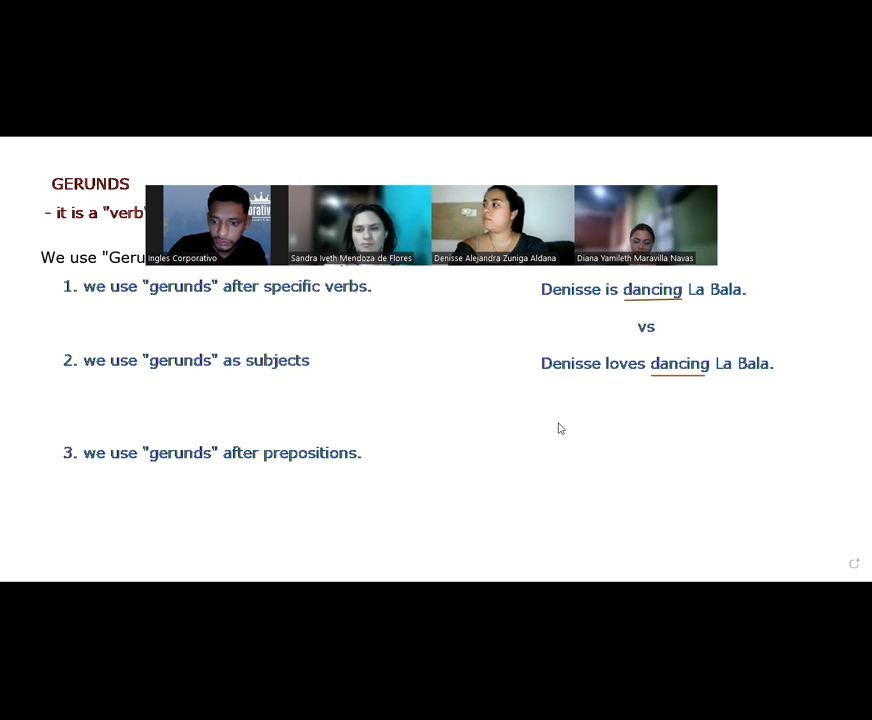 GERUNDS
- it is a "verb"
We use "Geru
orativ
Ingles Corporativo
Sandra Iveth Mendoza de Flores
Denisse Alejandra Zuniga Aldana
Diana Yamileth Maravilla Navas
1. we use "gerunds" after specific verbs.
2. we use "gerunds" as subjects
3. we use "gerunds" after prepositions.
Denisse is dancing La Bala.
vs
Denisse loves dancing La Bala.